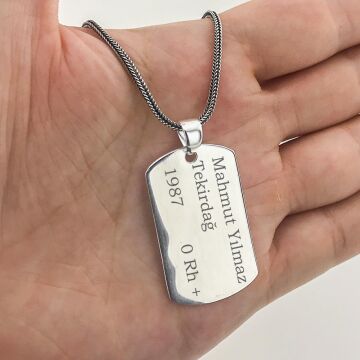 Mahmut Yılmaz
Tekirdağ
1987 0 Rh +